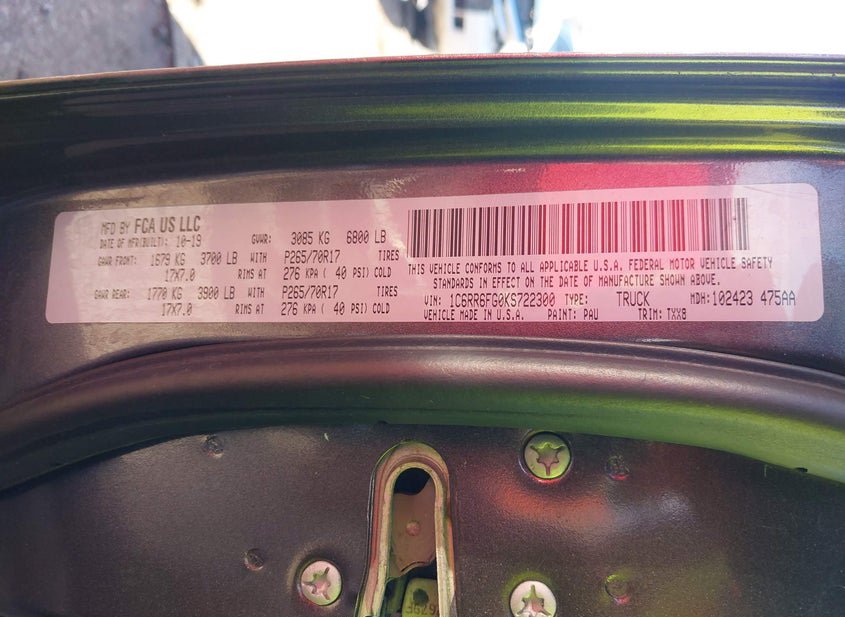 MFD BY FCA US LLC
DATE OF MFR(BUILT): 10-19 GVWR: 3085 KG 6800 LB
GAWR FRONT: 1679 KG 3700 LB WITH P265/70R17 TIRES
17X7.0 RIMS AT 276 KPA ( 40 PSI) COLD
GAWR REAR: 1770 KG 3900 LB WITH P265/70R17 TIRES
17X7.0 RIMS AT 276 KPA ( 40 PSI) COLD
THIS VEHICLE CONFORMS TO ALL APPLICABLE U.S.A. FEDERAL MOTOR VEHICLE SAFETY
STANDARDS IN EFFECT ON THE DATE OF MANUFACTURE SHOWN ABOVE.
VIN: 1C6RR6FG0KS722300 TYPE: TRUCK MDH: 102423 475AA
VEHICLE MADE IN U.S.A. PAINT: PAU TRIM: TXX8